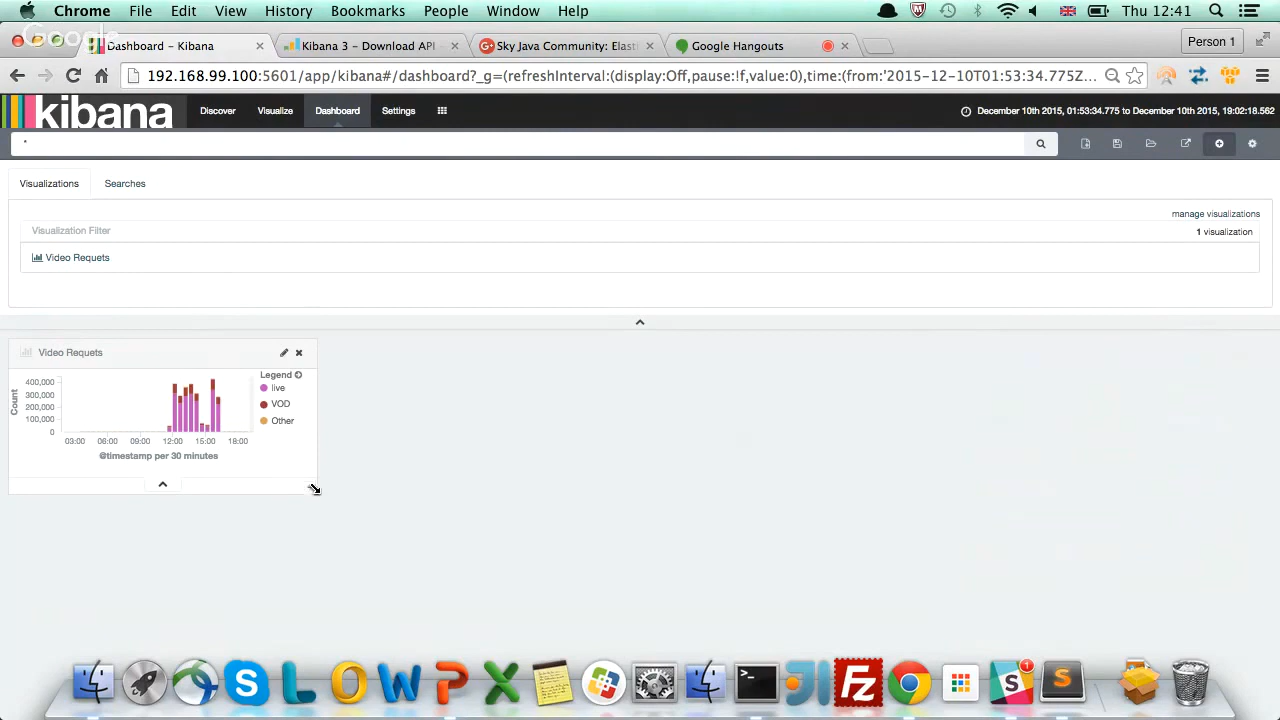 Chrome File Edit View History Bookmarks People Window Help Thu 12:41
Google
Dashboard – Kibana
Kibana 3 – Download API
Sky Java Community: Elasti
Google Hangouts
Person 1
192.168.99.100:5601/app/kibana#/dashboard?_g=(refreshInterval:(display:Off,pause:!f,value:0),time:(from:'2015-12-10T01:53:34.775Z...
kibana Discover Visualize Dashboard Settings December 10th 2015, 01:53:34.775 to December 10th 2015, 19:02:18.562
*
Visualizations Searches
manage visualizations
Visualization Filter 1 visualization
Video Requets
Video Requets
Legend
Count
400,000
300,000
200,000
100,000
0
live
VOD
Other
03:00 06:00 09:00 12:00 15:00 18:00
@timestamp per 30 minutes
S L O W P X Fz S 1 S